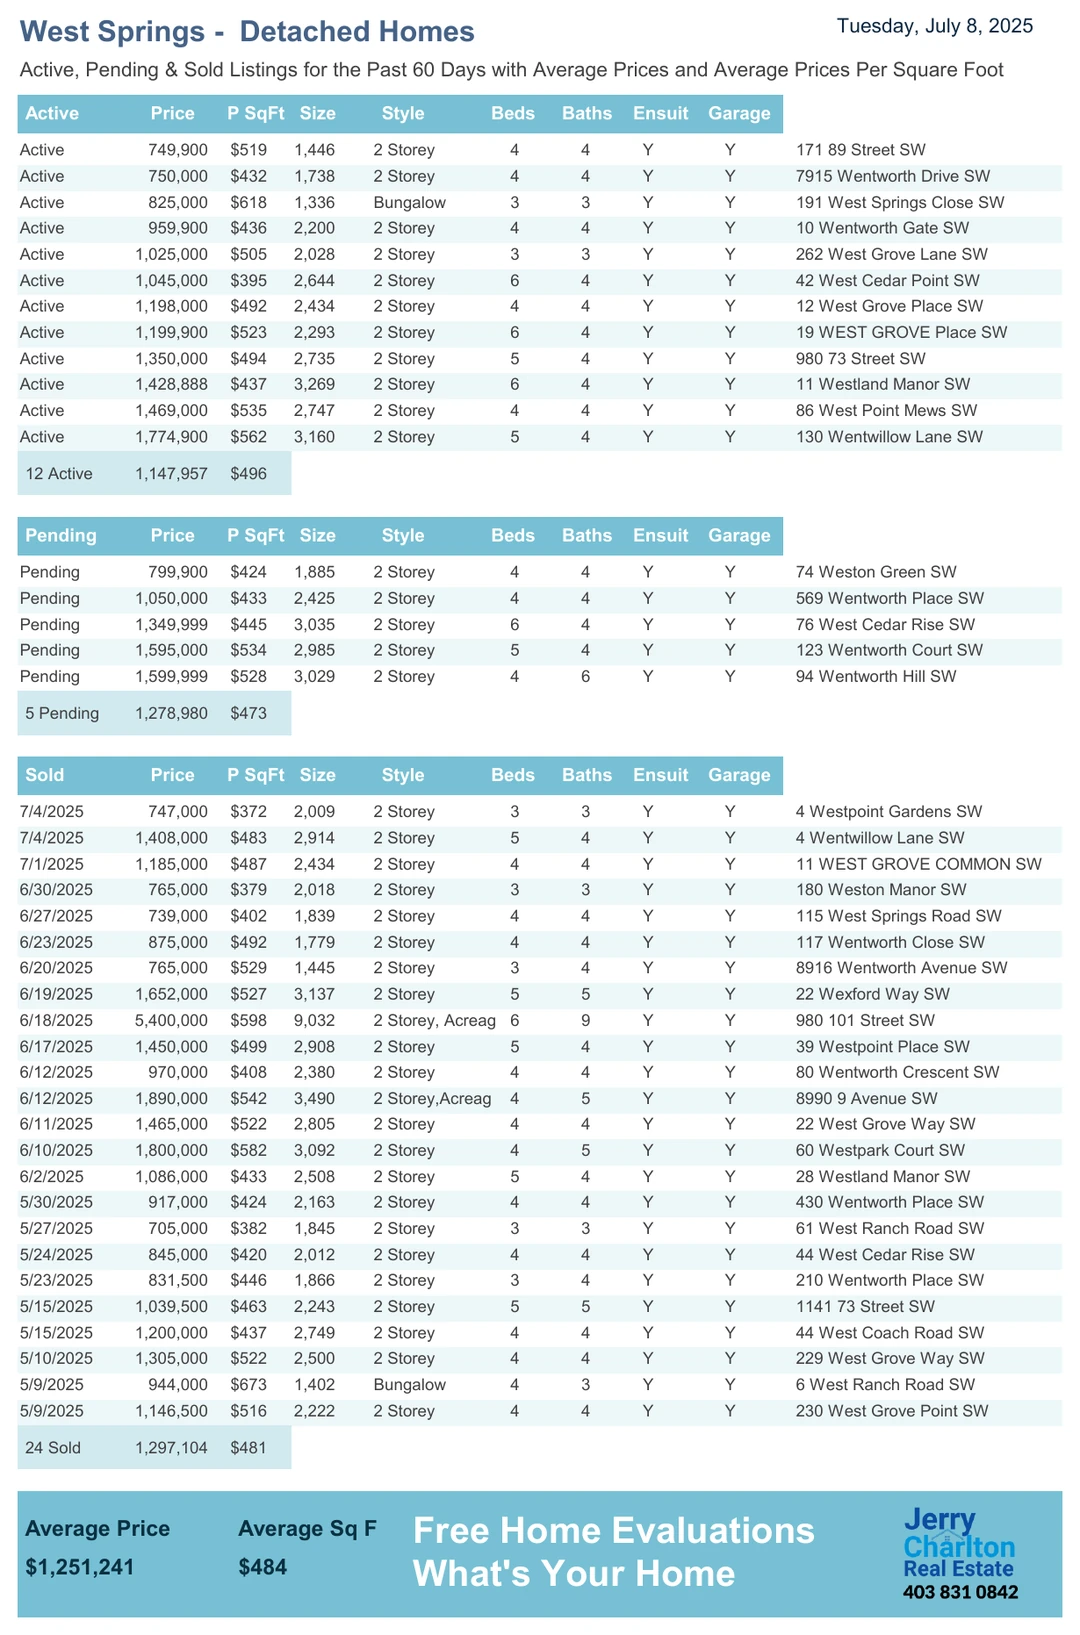 West Springs -  Detached Homes
Tuesday, July 8, 2025
Active, Pending & Sold Listings for the Past 60 Days with Average Prices and Average Prices Per Square Foot
Active Price P SqFt Size Style Beds Baths Ensuit Garage
Active 749,900 $519 1,446 2 Storey 4 4 Y Y 171 89 Street SW
Active 750,000 $432 1,738 2 Storey 4 4 Y Y 7915 Wentworth Drive SW
Active 825,000 $618 1,336 Bungalow 3 3 Y Y 191 West Springs Close SW
Active 959,900 $436 2,200 2 Storey 4 4 Y Y 10 Wentworth Gate SW
Active 1,025,000 $505 2,028 2 Storey 3 3 Y Y 262 West Grove Lane SW
Active 1,045,000 $395 2,644 2 Storey 6 4 Y Y 42 West Cedar Point SW
Active 1,198,000 $492 2,434 2 Storey 4 4 Y Y 12 West Grove Place SW
Active 1,199,900 $523 2,293 2 Storey 6 4 Y Y 19 WEST GROVE Place SW
Active 1,350,000 $494 2,735 2 Storey 5 4 Y Y 980 73 Street SW
Active 1,428,888 $437 3,269 2 Storey 6 4 Y Y 11 Westland Manor SW
Active 1,469,000 $535 2,747 2 Storey 4 4 Y Y 86 West Point Mews SW
Active 1,774,900 $562 3,160 2 Storey 5 4 Y Y 130 Wentwillow Lane SW
12 Active 1,147,957 $496
Pending Price P SqFt Size Style Beds Baths Ensuit Garage
Pending 799,900 $424 1,885 2 Storey 4 4 Y Y 74 Weston Green SW
Pending 1,050,000 $433 2,425 2 Storey 4 4 Y Y 569 Wentworth Place SW
Pending 1,349,999 $445 3,035 2 Storey 6 4 Y Y 76 West Cedar Rise SW
Pending 1,595,000 $534 2,985 2 Storey 5 4 Y Y 123 Wentworth Court SW
Pending 1,599,999 $528 3,029 2 Storey 4 6 Y Y 94 Wentworth Hill SW
5 Pending 1,278,980 $473
Sold Price P SqFt Size Style Beds Baths Ensuit Garage
7/4/2025 747,000 $372 2,009 2 Storey 3 3 Y Y 4 Westpoint Gardens SW
7/4/2025 1,408,000 $483 2,914 2 Storey 5 4 Y Y 4 Wentwillow Lane SW
7/1/2025 1,185,000 $487 2,434 2 Storey 4 4 Y Y 11 WEST GROVE COMMON SW
6/30/2025 765,000 $379 2,018 2 Storey 3 3 Y Y 180 Weston Manor SW
6/27/2025 739,000 $402 1,839 2 Storey 4 4 Y Y 115 West Springs Road SW
6/23/2025 875,000 $492 1,779 2 Storey 4 4 Y Y 117 Wentworth Close SW
6/20/2025 765,000 $529 1,445 2 Storey 3 4 Y Y 8916 Wentworth Avenue SW
6/19/2025 1,652,000 $527 3,137 2 Storey 5 5 Y Y 22 Wexford Way SW
6/18/2025 5,400,000 $598 9,032 2 Storey, Acreag 6 9 Y Y 980 101 Street SW
6/17/2025 1,450,000 $499 2,908 2 Storey 5 4 Y Y 39 Westpoint Place SW
6/12/2025 970,000 $408 2,380 2 Storey 4 4 Y Y 80 Wentworth Crescent SW
6/12/2025 1,890,000 $542 3,490 2 Storey,Acreag 4 5 Y Y 8990 9 Avenue SW
6/11/2025 1,465,000 $522 2,805 2 Storey 4 4 Y Y 22 West Grove Way SW
6/10/2025 1,800,000 $582 3,092 2 Storey 4 5 Y Y 60 Westpark Court SW
6/2/2025 1,086,000 $433 2,508 2 Storey 5 4 Y Y 28 Westland Manor SW
5/30/2025 917,000 $424 2,163 2 Storey 4 4 Y Y 430 Wentworth Place SW
5/27/2025 705,000 $382 1,845 2 Storey 3 3 Y Y 61 West Ranch Road SW
5/24/2025 845,000 $420 2,012 2 Storey 4 4 Y Y 44 West Cedar Rise SW
5/23/2025 831,500 $446 1,866 2 Storey 3 4 Y Y 210 Wentworth Place SW
5/15/2025 1,039,500 $463 2,243 2 Storey 5 5 Y Y 1141 73 Street SW
5/15/2025 1,200,000 $437 2,749 2 Storey 4 4 Y Y 44 West Coach Road SW
5/10/2025 1,305,000 $522 2,500 2 Storey 4 4 Y Y 229 West Grove Way SW
5/9/2025 944,000 $673 1,402 Bungalow 4 3 Y Y 6 West Ranch Road SW
5/9/2025 1,146,500 $516 2,222 2 Storey 4 4 Y Y 230 West Grove Point SW
24 Sold 1,297,104 $481
Average Price Average Sq F
$1,251,241 $484
Free Home Evaluations
What's Your Home
Jerry
Charlton
Real Estate
403 831 0842